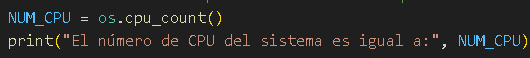 NUM_CPU = os.cpu_count()
print("El número de CPU del sistema es igual a:", NUM_CPU)